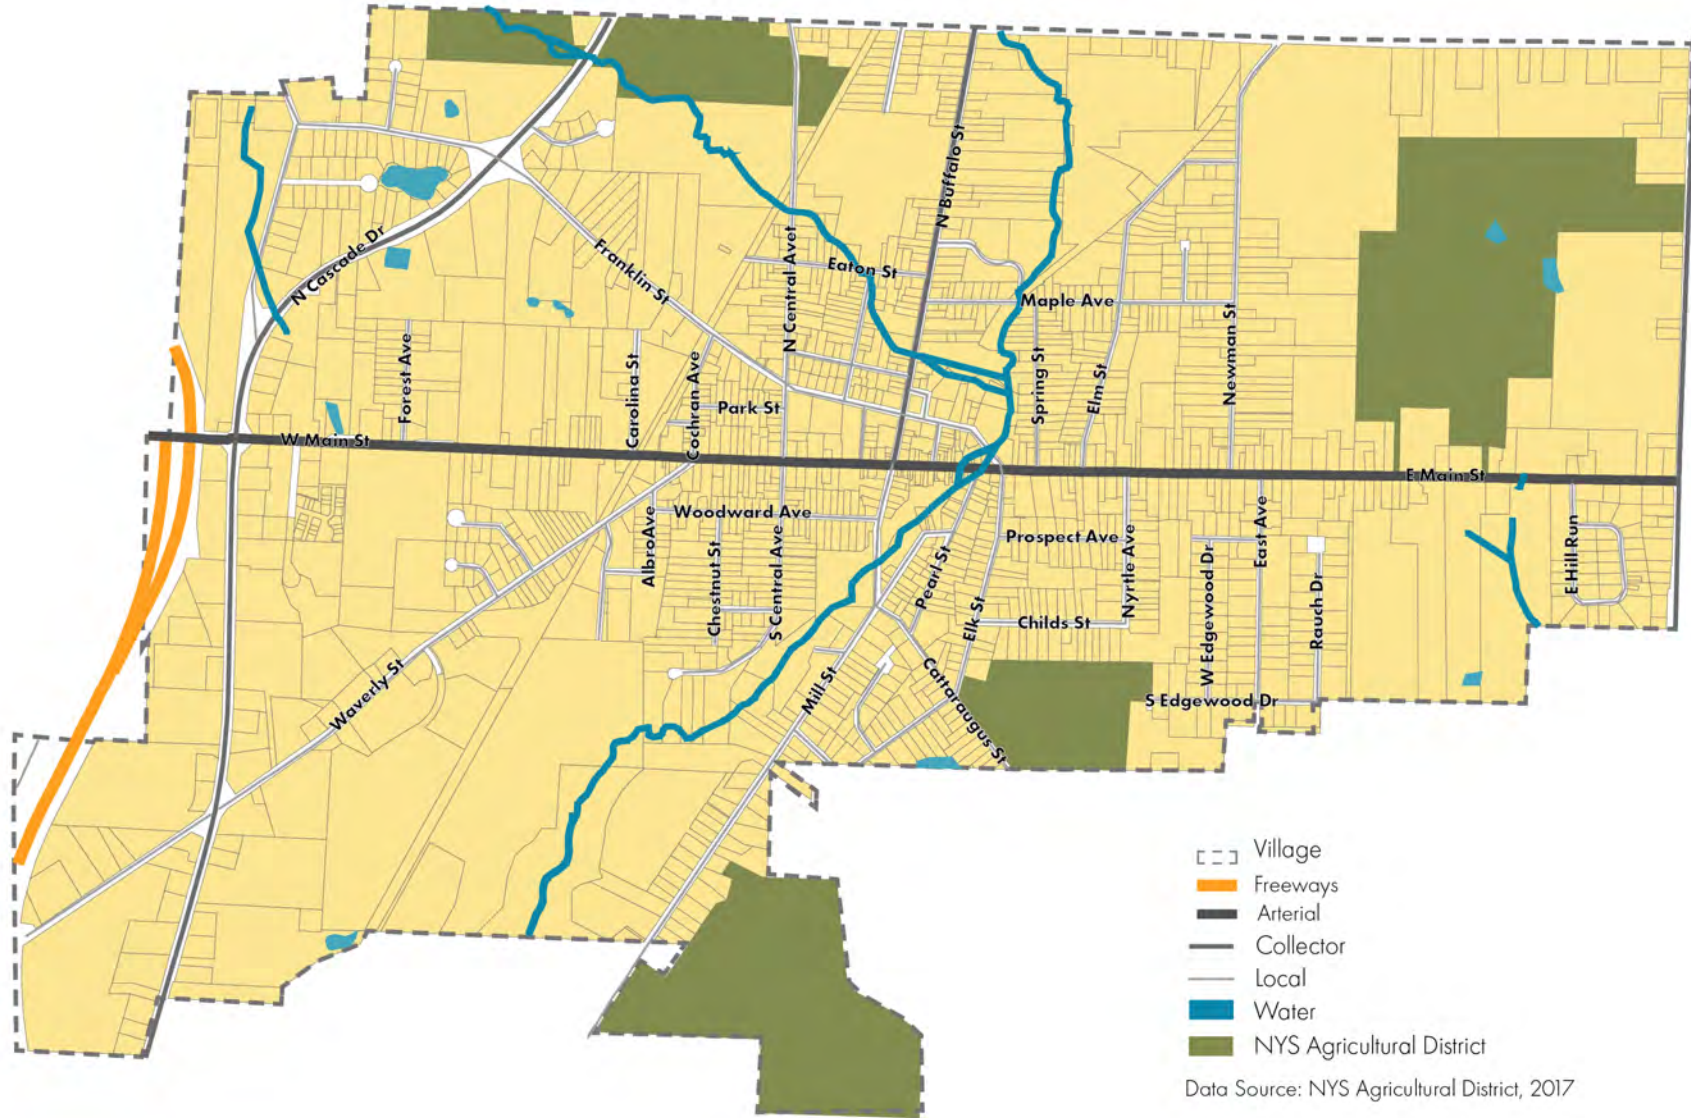 N Buffalo St
N Cascade Dr
Franklin St
N Central Avet
Eaton St
Maple Ave
Forest Ave
Carolina St
Cochran Ave
Park St
Spring St
Elm St
Newman St
W Main St
E Main St
Woodward Ave
AlbroAve
Chestnut St
S Central Ave
Pearl St
Prospect Ave
Nyrtle Ave
East Ave
W Edgewood Dr
Rauch Dr
E Hill Run
Elk St
Childs St
Waverly St
Mill St
Cattaraugus St
S Edgewood Dr
Village
Freeways
Arterial
Collector
Local
Water
NYS Agricultural District
Data Source: NYS Agricultural District, 2017